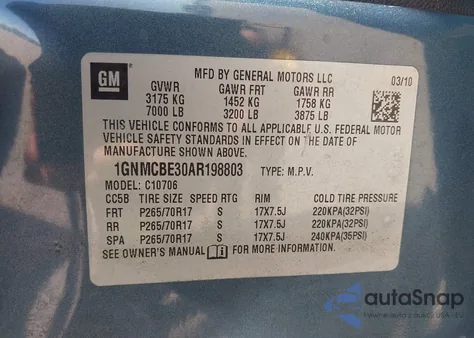 GM
MFD BY GENERAL MOTORS LLC
03/10
GVWR GAWR FRT GAWR RR
3175 KG 1452 KG 1758 KG
7000 LB 3200 LB 3875 LB
THIS VEHICLE CONFORMS TO ALL APPLICABLE U.S. FEDERAL MOTOR
VEHICLE SAFETY STANDARDS IN EFFECT ON THE DATE OF
MANUFACTURE SHOWN ABOVE.
1GNMCBE30AR198803 TYPE: M.P.V.
MODEL: C10706
CC5B TIRE SIZE SPEED RTG RIM COLD TIRE PRESSURE
FRT P265/70R17 S 17X7.5J 220KPA(32PSI)
RR P265/70R17 S 17X7.5J 220KPA(32PSI)
SPA P265/70R17 S 17X7.5J 240KPA(35PSI)
SEE OWNER'S MANUAL FOR ADDITIONAL INFORMATION.
autaSnap